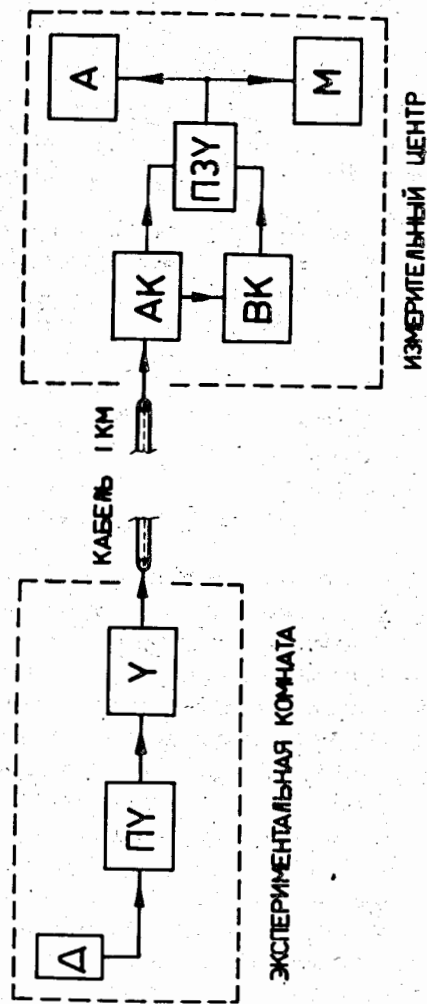 Д
ПУ
У
ЭКСПЕРИМЕНТАЛЬНАЯ КОМНАТА
КАБЕЛЬ 1 КМ
АК
ВК
ПЗУ
А
М
ИЗМЕРИТЕЛЬНЫЙ ЦЕНТР